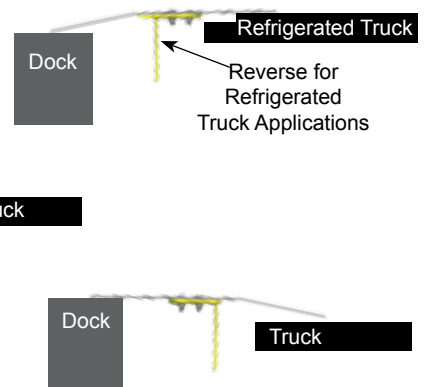 Refrigerated Truck
Dock
Reverse for
Refrigerated
Truck Applications
Dock
Truck